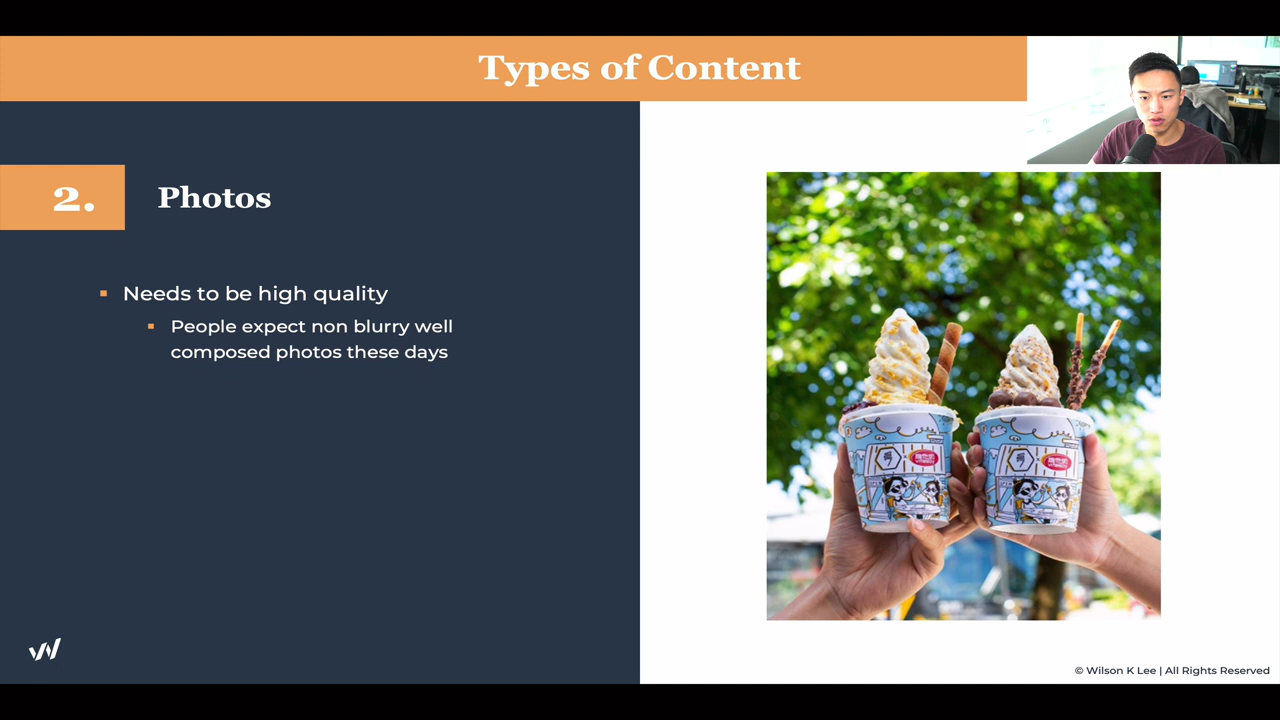 Types of Content
2.
Photos
Needs to be high quality
People expect non blurry well
composed photos these days
© Wilson K Lee | All Rights Reserved